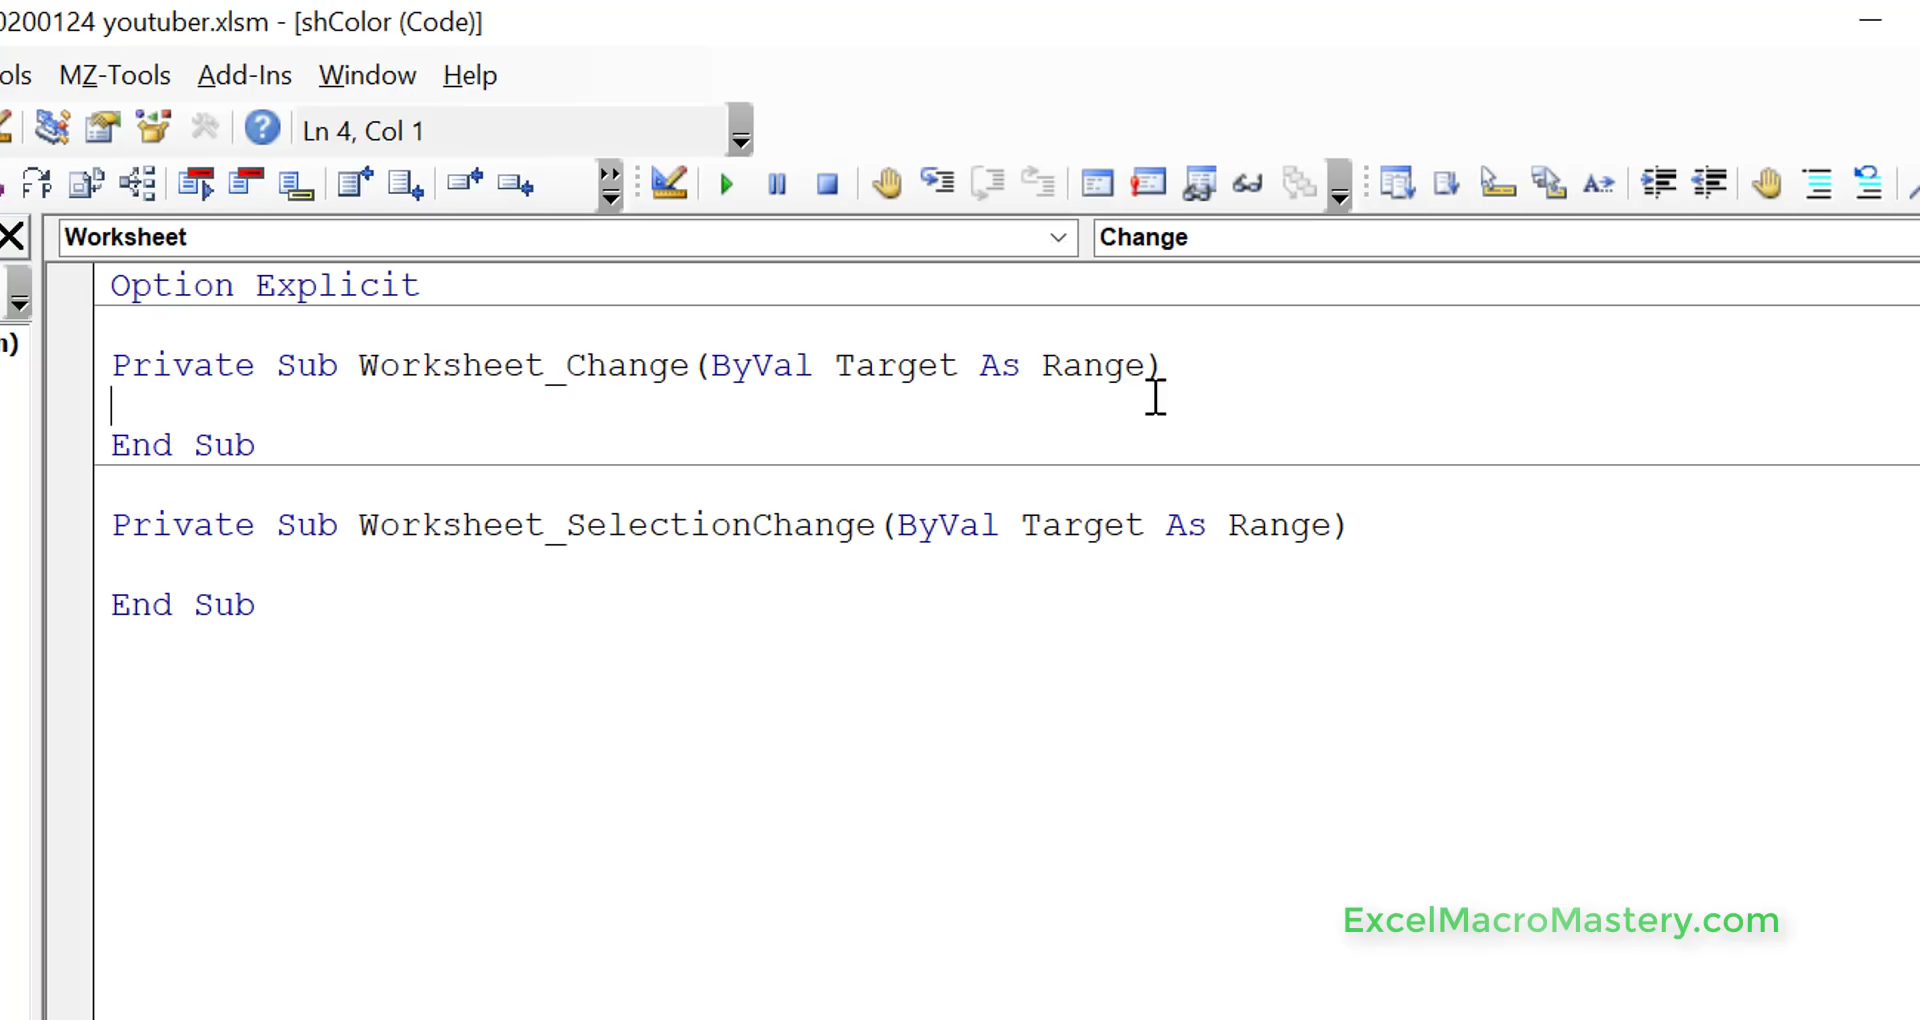 0200124 youtuber.xlsm - [shColor (Code)]
ols MZ-Tools Add-Ins Window Help
Ln 4, Col 1
Worksheet Change
Option Explicit
n)
Private Sub Worksheet_Change(ByVal Target As Range)
End Sub
Private Sub Worksheet_SelectionChange(ByVal Target As Range)
End Sub
ExcelMacroMastery.com